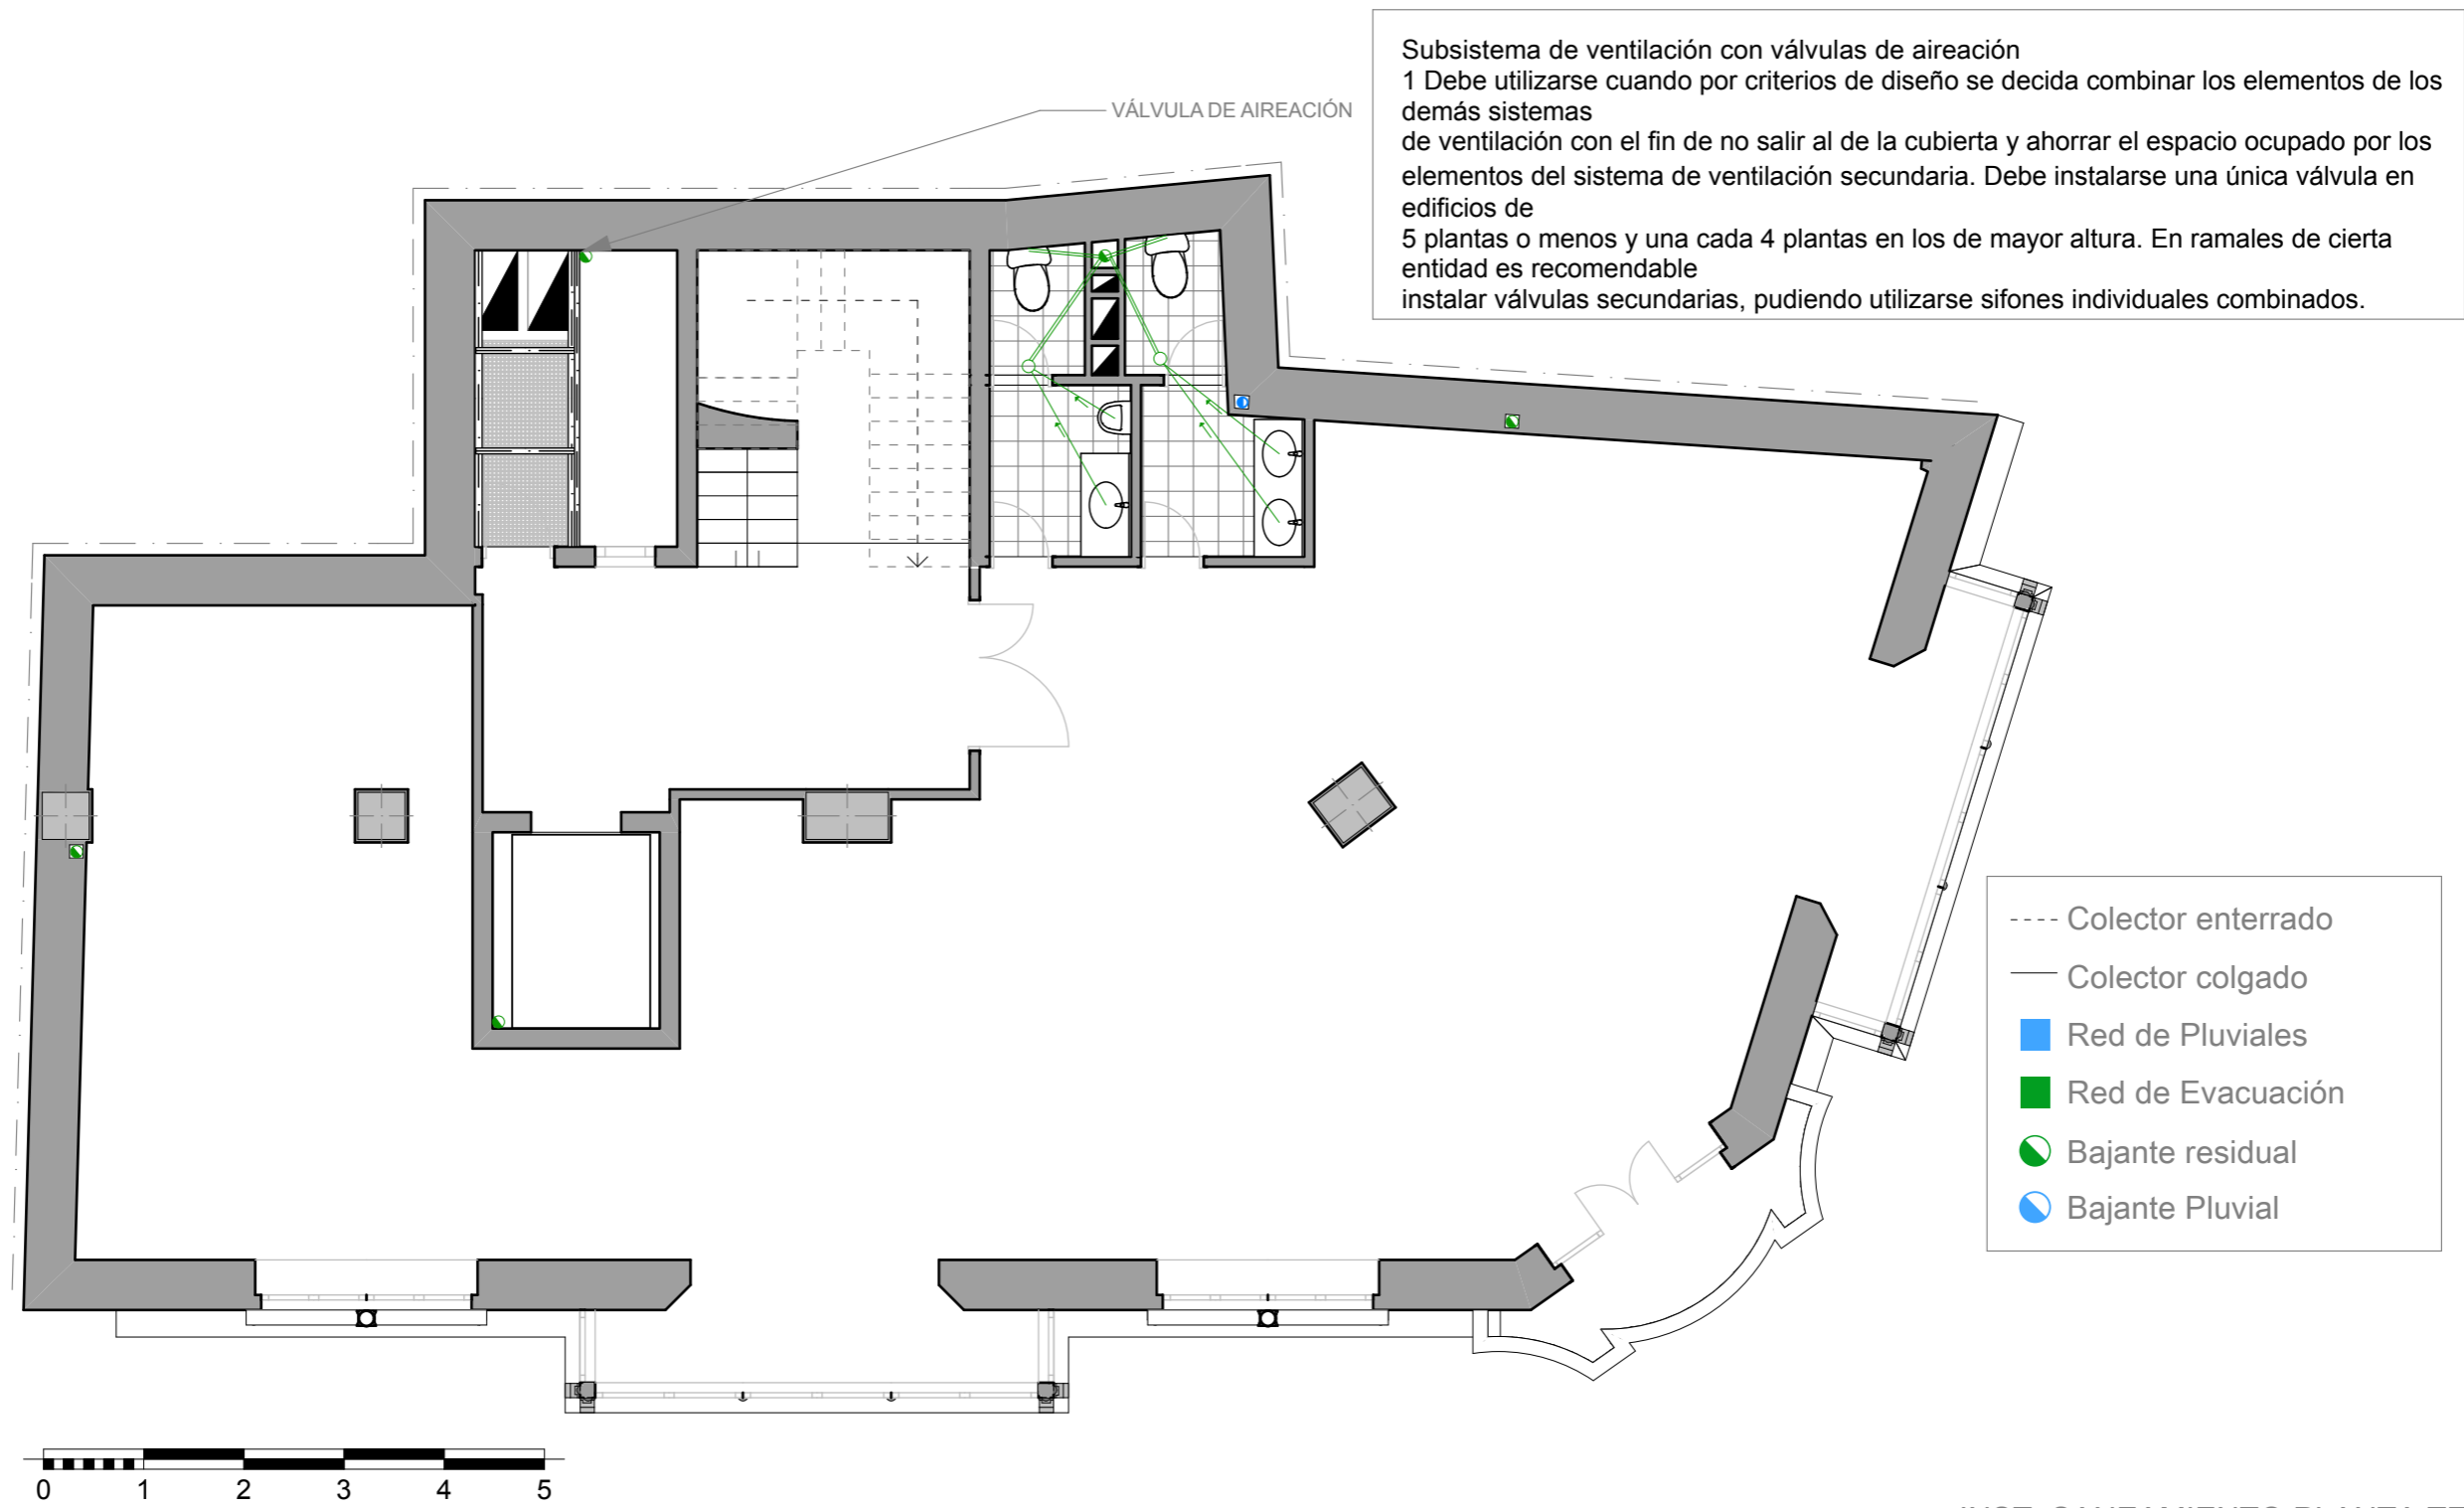 Subsistema de ventilación con válvulas de aireación
1 Debe utilizarse cuando por criterios de diseño se decida combinar los elementos de los
demás sistemas
de ventilación con el fin de no salir al de la cubierta y ahorrar el espacio ocupado por los
elementos del sistema de ventilación secundaria. Debe instalarse una única válvula en
edificios de
5 plantas o menos y una cada 4 plantas en los de mayor altura. En ramales de cierta
entidad es recomendable
instalar válvulas secundarias, pudiendo utilizarse sifones individuales combinados.
VÁLVULA DE AIREACIÓN
Colector enterrado
Colector colgado
Red de Pluviales
Red de Evacuación
Bajante residual
Bajante Pluvial
0 1 2 3 4 5